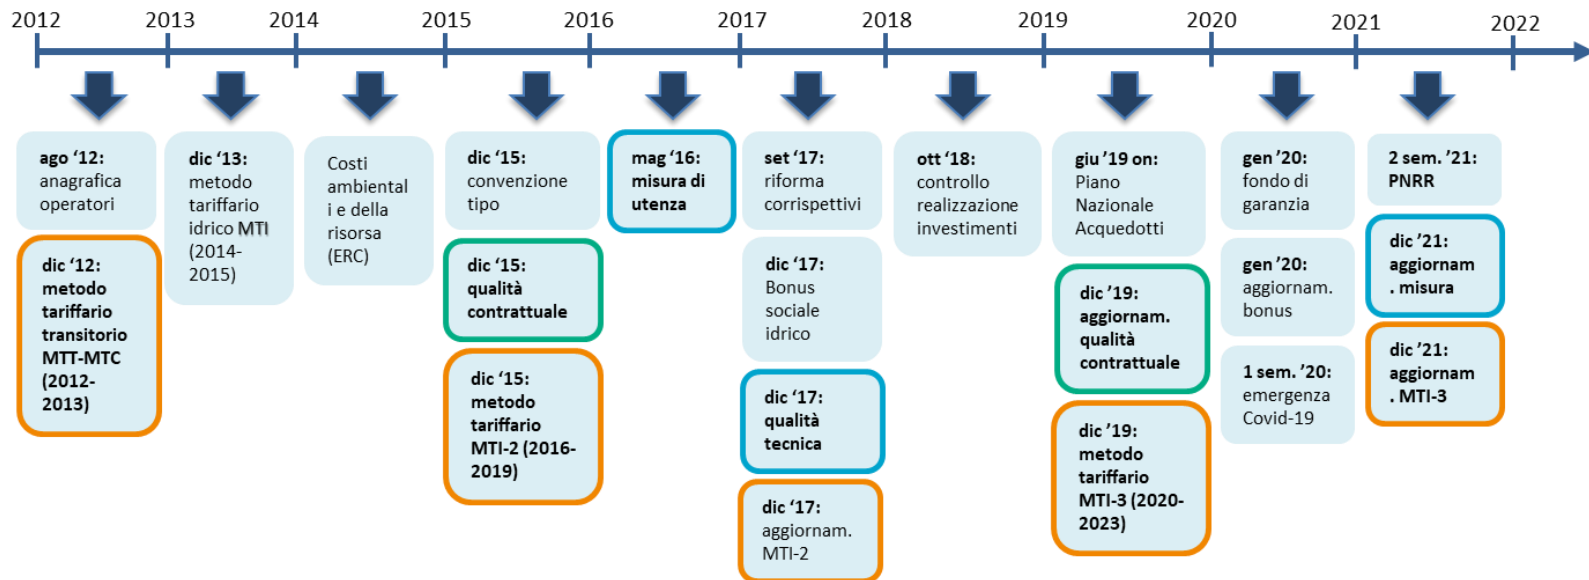 2012 2013 2014 2015 2016 2017 2018 2019 2020 2021 2022
ago ‘12:
anagrafica
operatori
dic ‘12:
metodo
tariffario
transitorio
MTT-MTC
(2012-
2013)
dic ‘13:
metodo
tariffario
idrico MTI
(2014-
2015)
Costi
ambiental
i e della
risorsa
(ERC)
dic ‘15:
convenzione
tipo
dic ‘15:
qualità
contrattuale
dic ‘15:
metodo
tariffario
MTI-2 (2016-
2019)
mag ‘16:
misura di
utenza
set ‘17:
riforma
corrispettivi
dic ‘17:
Bonus
sociale
idrico
dic ‘17:
qualità
tecnica
dic ‘17:
aggiornam.
MTI-2
ott ‘18:
controllo
realizzazione
investimenti
giu ’19 on:
Piano
Nazionale
Acquedotti
dic ’19:
aggiornam.
qualità
contrattuale
dic ’19:
metodo
tariffario
MTI-3 (2020-
2023)
gen ’20:
fondo di
garanzia
gen ’20:
aggiornam.
bonus
1 sem. ’20:
emergenza
Covid-19
2 sem. ’21:
PNRR
dic ’21:
aggiornam
. misura
dic ’21:
aggiornam
. MTI-3